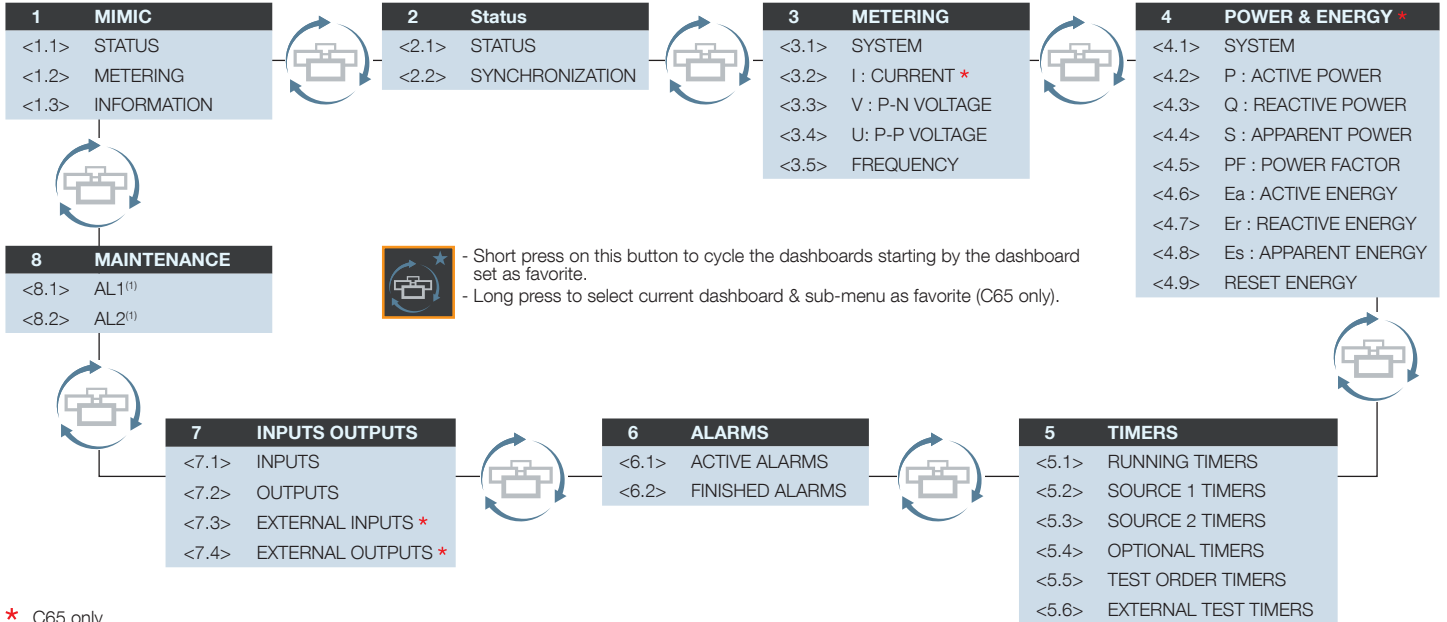 1 MIMIC
<1.1> STATUS
<1.2> METERING
<1.3> INFORMATION
2 Status
<2.1> STATUS
<2.2> SYNCHRONIZATION
3 METERING
<3.1> SYSTEM
<3.2> I : CURRENT *
<3.3> V : P-N VOLTAGE
<3.4> U: P-P VOLTAGE
<3.5> FREQUENCY
4 POWER & ENERGY *
<4.1> SYSTEM
<4.2> P : ACTIVE POWER
<4.3> Q : REACTIVE POWER
<4.4> S : APPARENT POWER
<4.5> PF : POWER FACTOR
<4.6> Ea : ACTIVE ENERGY
<4.7> Er : REACTIVE ENERGY
<4.8> Es : APPARENT ENERGY
<4.9> RESET ENERGY
8 MAINTENANCE
<8.1> AL1(1)
<8.2> AL2(1)
- Short press on this button to cycle the dashboards starting by the dashboard
set as favorite.
- Long press to select current dashboard & sub-menu as favorite (C65 only).
7 INPUTS OUTPUTS
<7.1> INPUTS
<7.2> OUTPUTS
<7.3> EXTERNAL INPUTS *
<7.4> EXTERNAL OUTPUTS *
6 ALARMS
<6.1> ACTIVE ALARMS
<6.2> FINISHED ALARMS
5 TIMERS
<5.1> RUNNING TIMERS
<5.2> SOURCE 1 TIMERS
<5.3> SOURCE 2 TIMERS
<5.4> OPTIONAL TIMERS
<5.5> TEST ORDER TIMERS
<5.6> EXTERNAL TEST TIMERS
* C65 only